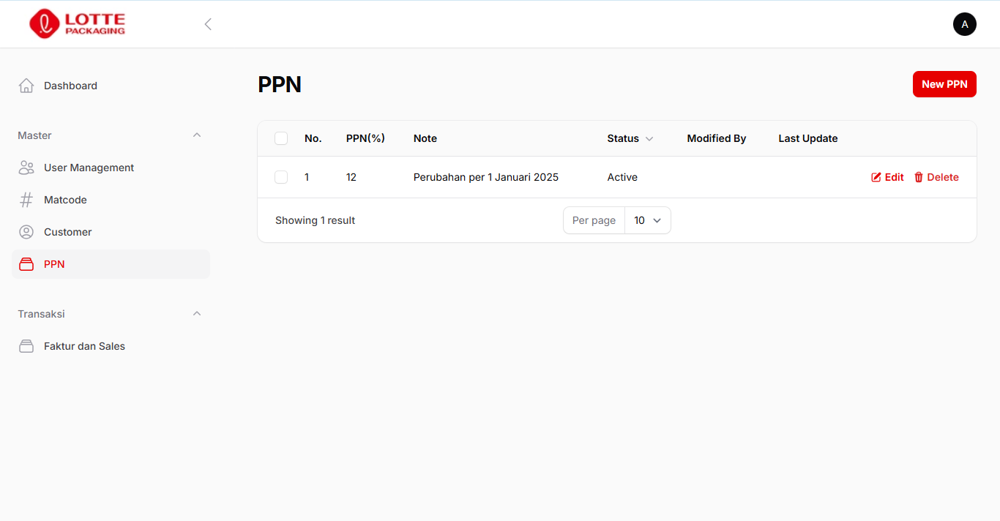 LOTTE
PACKAGING
A
Dashboard
Master
User Management
Matcode
Customer
PPN
Transaksi
Faktur dan Sales
PPN
New PPN
No. PPN(%) Note Status Modified By Last Update
1 12 Perubahan per 1 Januari 2025 Active Edit Delete
Showing 1 result Per page 10